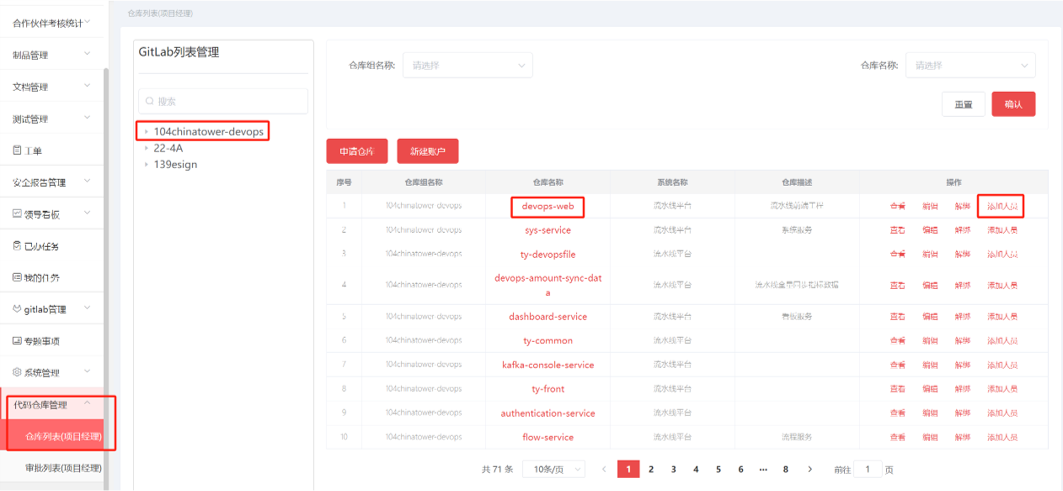 合作伙伴考核统计
制品管理
文档管理
测试管理
工单
安全报告管理
领导看板
已办任务
我的任务
gitlab管理
专题事项
系统管理
代码仓库管理
仓库列表(项目经理)
审批列表(项目经理)
仓库列表(项目经理)
GitLab列表管理
搜索
104chinatower-devops
22-4A
139esign
仓库组名称: 请选择 仓库名称: 请选择
重置 确认
申请仓库 新建账户
序号 仓库组名称 仓库名称 系统名称 仓库描述 操作
1 104chinatower-devops devops-web 流水线平台 流水线前端工程 查看 编辑 解绑 添加人员
2 104chinatower-devops sys-service 流水线平台 系统服务 查看 编辑 解绑 添加人员
3 104chinatower-devops ty-devopsfile 流水线平台 查看 编辑 解绑 添加人员
4 104chinatower-devops devops-amount-sync-dat 流水线平台 流水线全量同步指标数据 查看 编辑 解绑 添加人员
a
5 104chinatower-devops dashboard-service 流水线平台 看板服务 查看 编辑 解绑 添加人员
6 104chinatower-devops ty-common 流水线平台 查看 编辑 解绑 添加人员
7 104chinatower-devops kafka-console-service 流水线平台 查看 编辑 解绑 添加人员
8 104chinatower-devops ty-front 流水线平台 查看 编辑 解绑 添加人员
9 104chinatower-devops authentication-service 流水线平台 查看 编辑 解绑 添加人员
10 104chinatower-devops flow-service 流水线平台 流程服务 查看 编辑 解绑 添加人员
共 71 条 10条/页 1 2 3 4 5 6 ··· 8 前往 1 页